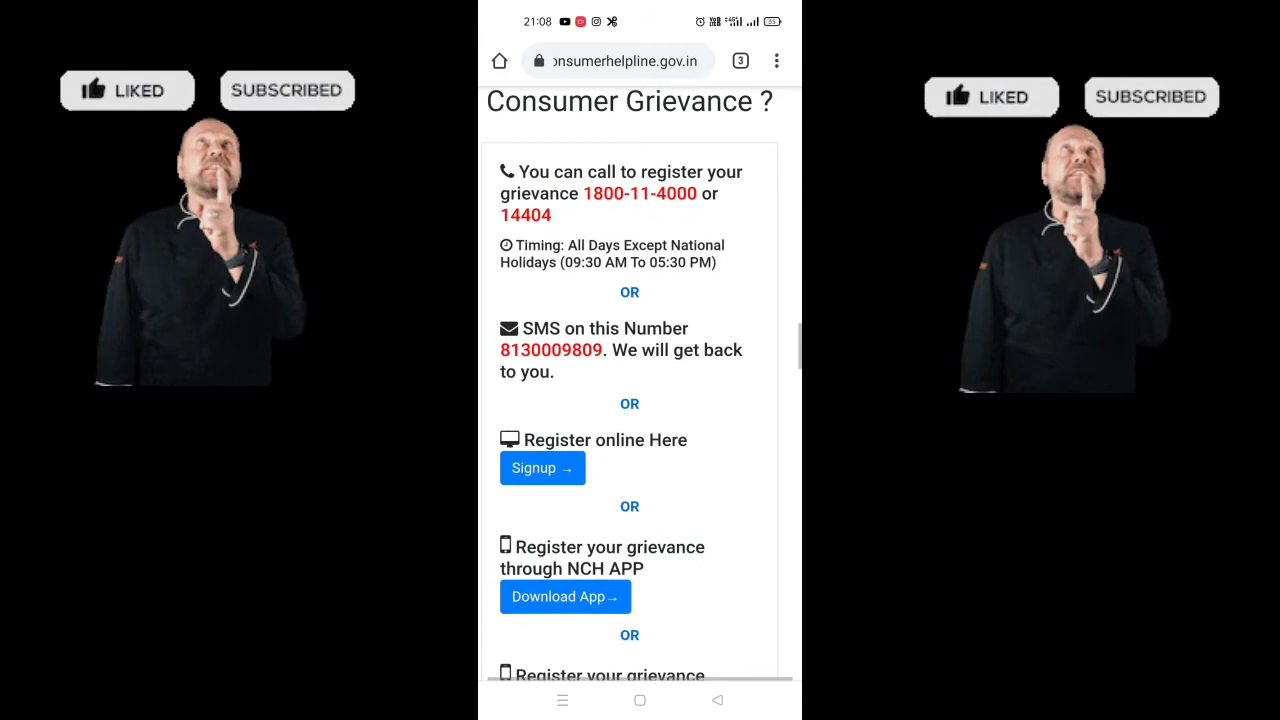 LIKED SUBSCRIBED
21:08
55
onsumerhelpline.gov.in
3
Consumer Grievance ?
You can call to register your
grievance 1800-11-4000 or
14404
Timing: All Days Except National
Holidays (09:30 AM To 05:30 PM)
OR
SMS on this Number
8130009809. We will get back
to you.
OR
Register online Here
Signup →
OR
Register your grievance
through NCH APP
Download App→
OR
Register your grievance
LIKED SUBSCRIBED